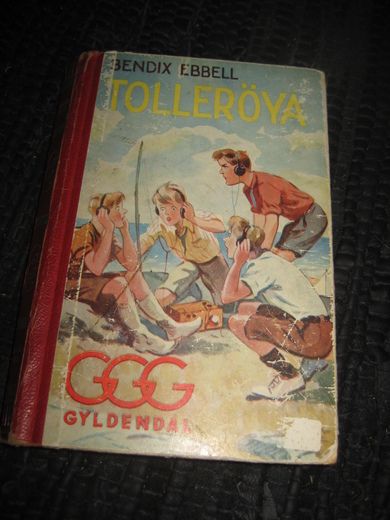 BENDIX EBBELL
TOLLERÖYA
GGG
GYLDENDAL